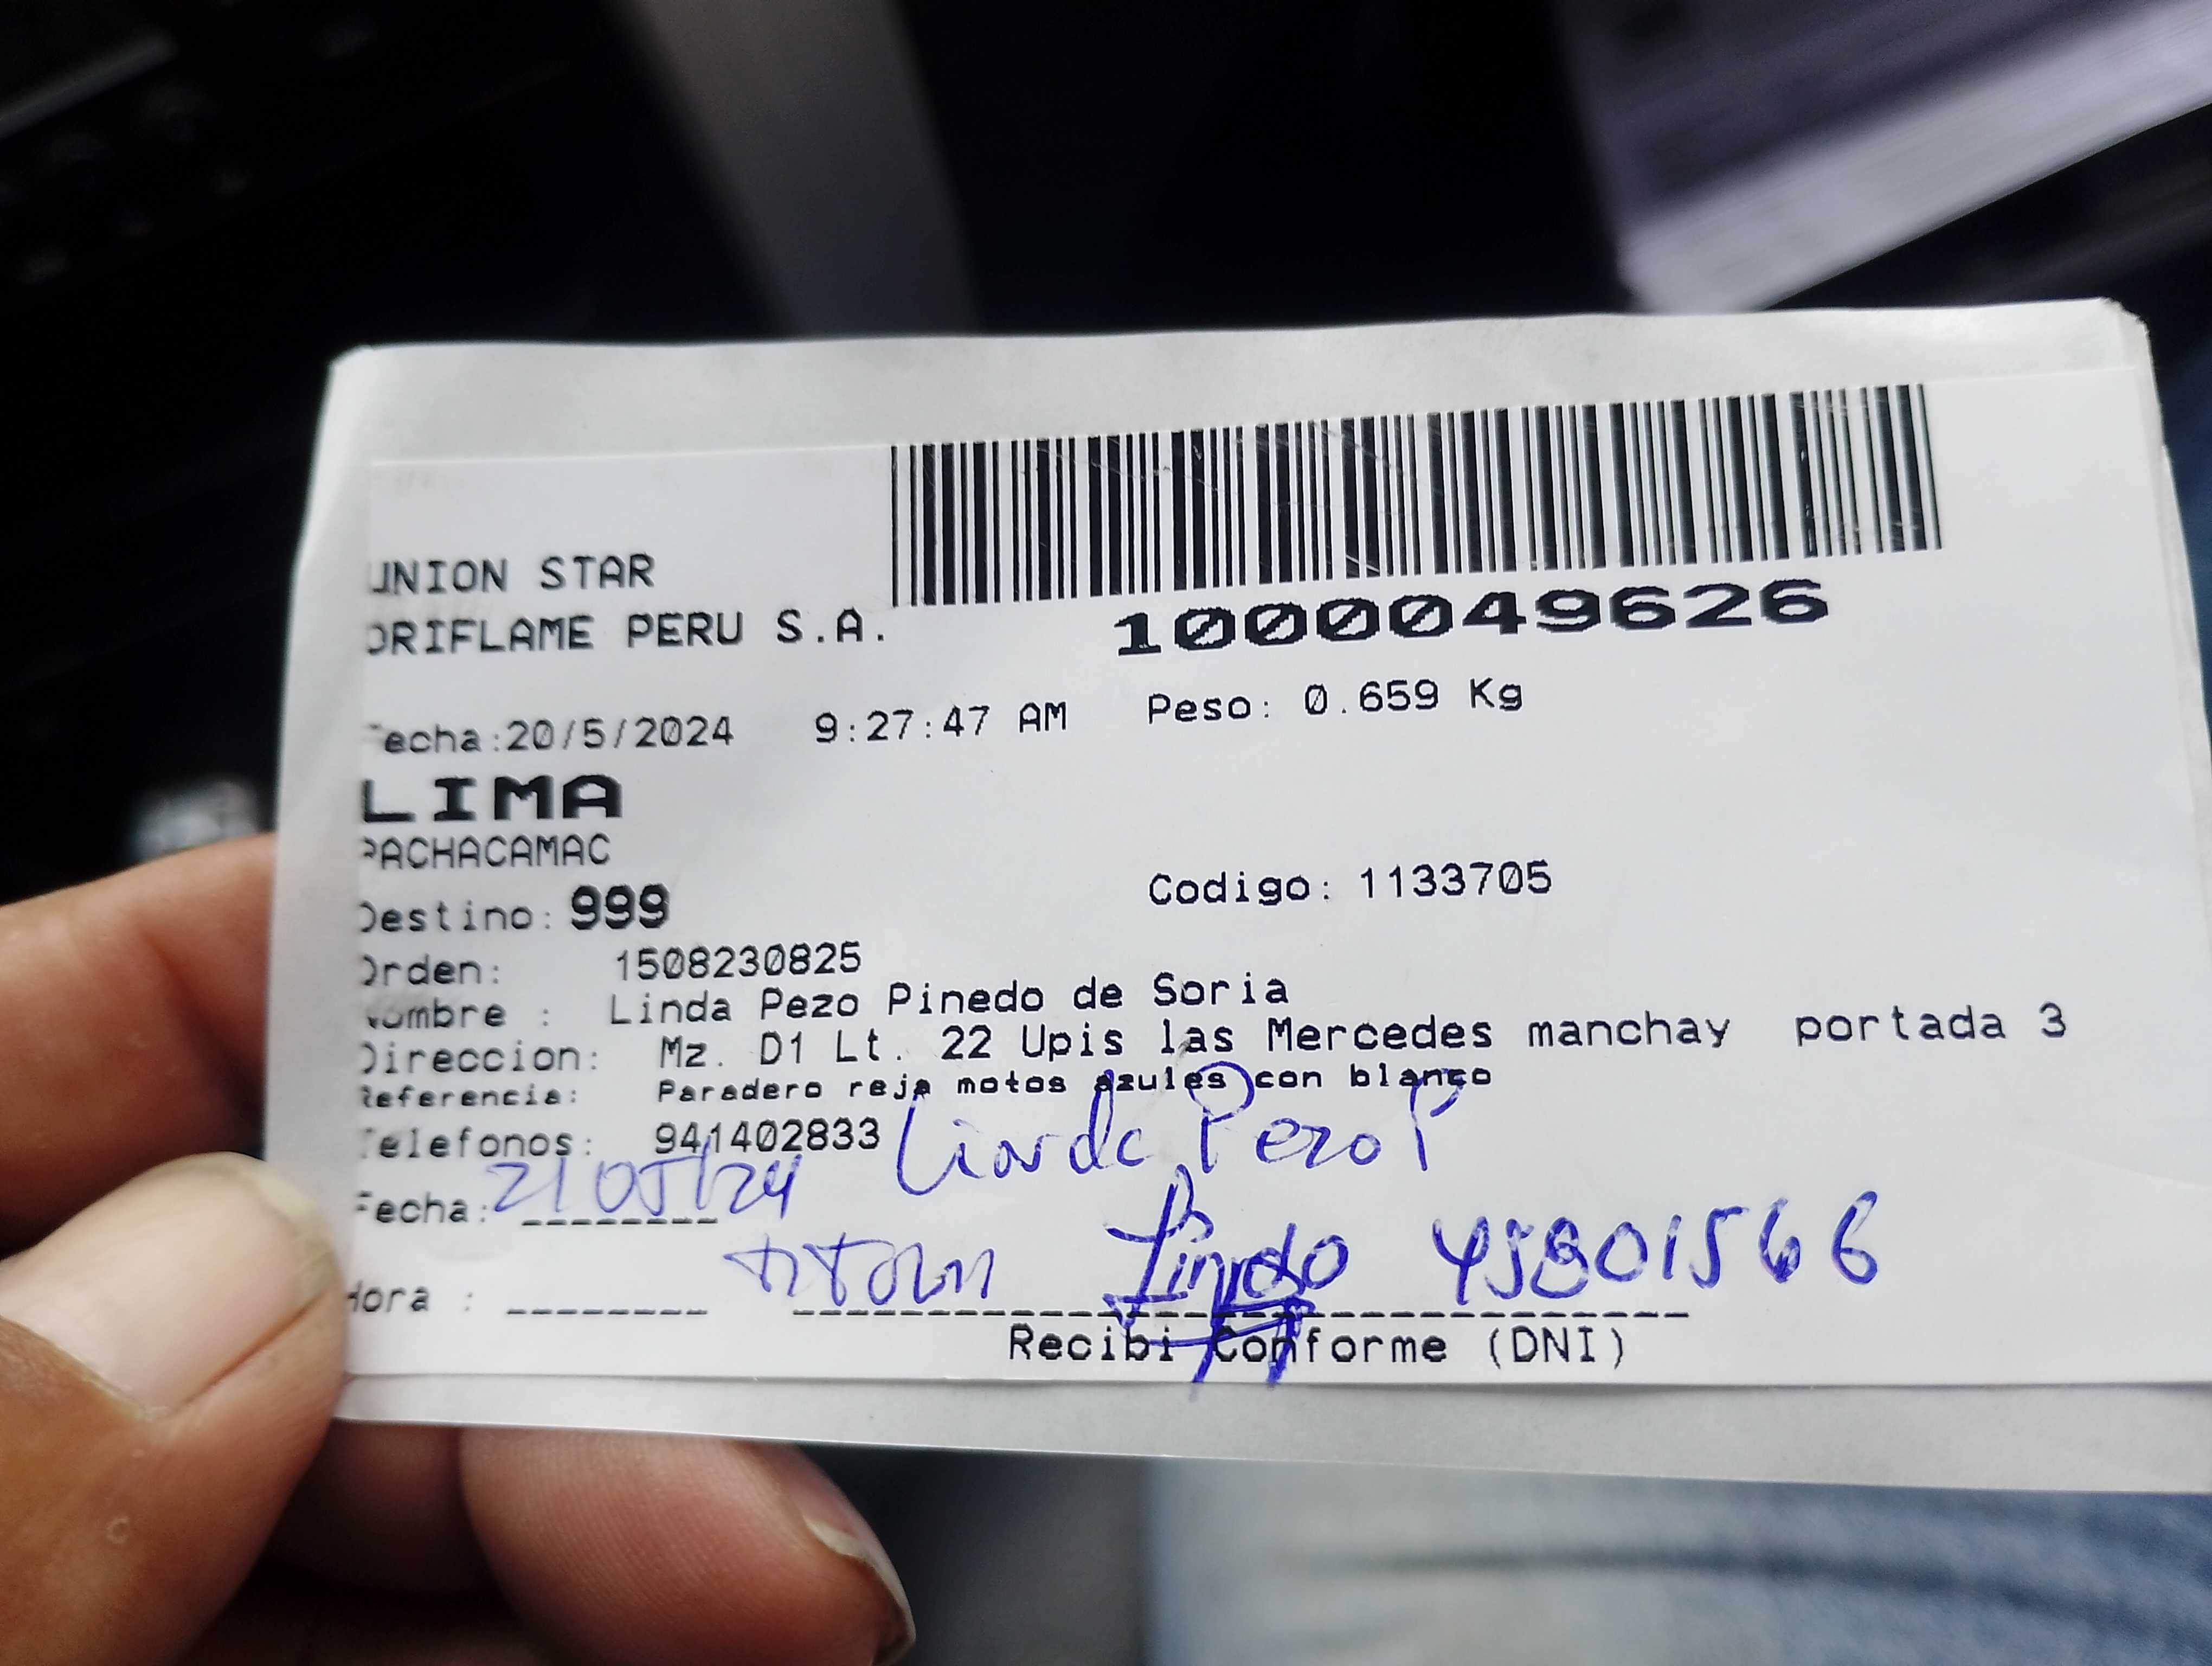 UNION STAR
ORIFLAME PERU S.A.
1000049626
Fecha:20/5/2024 9:27:47 AM Peso: 0.659 Kg
LIMA
PACHACAMAC
Destino: 999 Codigo: 1133705
Orden: 1508230825
Nombre : Linda Pezo Pinedo de Soria
Direccion: Mz. D1 Lt. 22 Upis las Mercedes manchay portada 3
Referencia: Paradero reja motos azules con blanco
Telefonos: 941402833 Linda Pezo P
Fecha: 21/05/24
Hora : 45801566
Recibi Conforme (DNI)